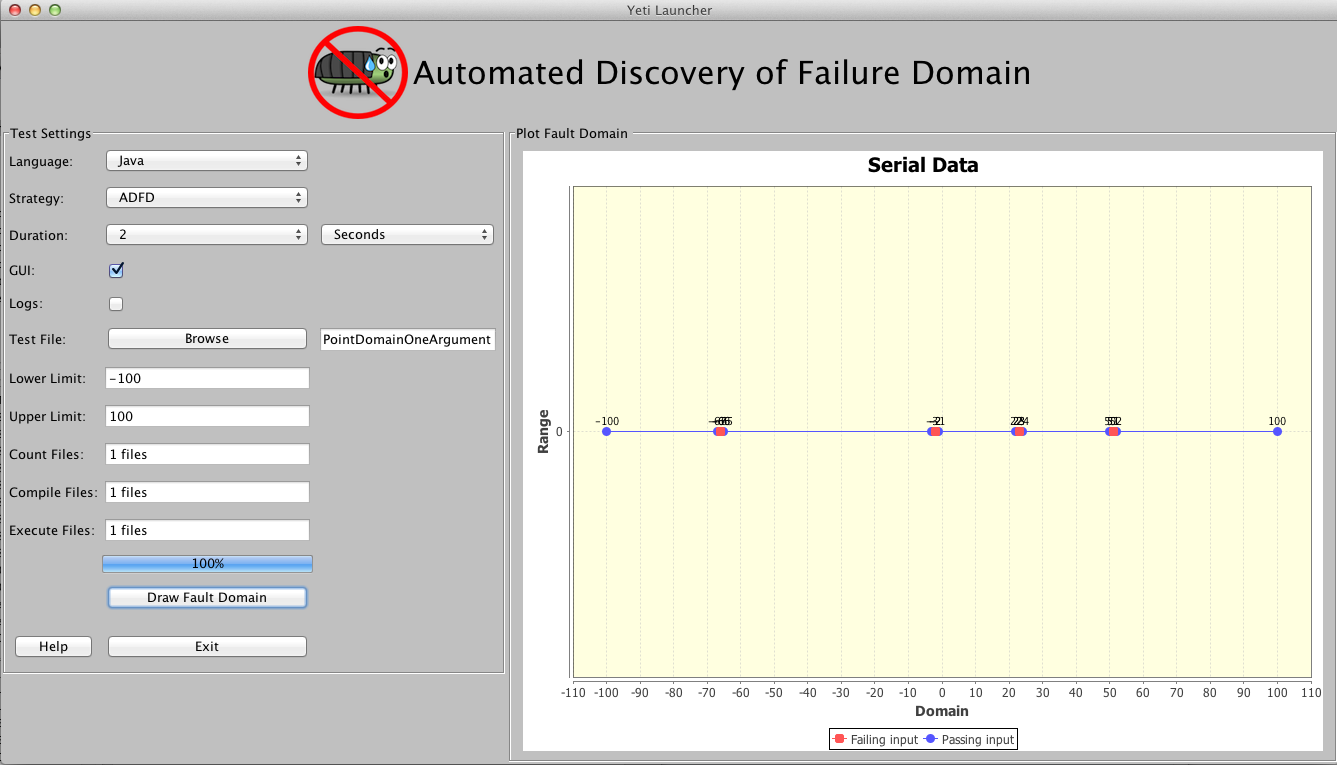 Yeti Launcher
Automated Discovery of Failure Domain
Test Settings
Language: Java
Strategy: ADFD
Duration: 2 Seconds
GUI:
Logs:
Test File: Browse PointDomainOneArgument
Lower Limit: -100
Upper Limit: 100
Count Files: 1 files
Compile Files: 1 files
Execute Files: 1 files
100%
Draw Fault Domain
Help Exit
Plot Fault Domain
Serial Data
Range
0
-100 100
-110 -100 -90 -80 -70 -60 -50 -40 -30 -20 -10 0 10 20 30 40 50 60 70 80 90 100 110
Domain
Failing input Passing input